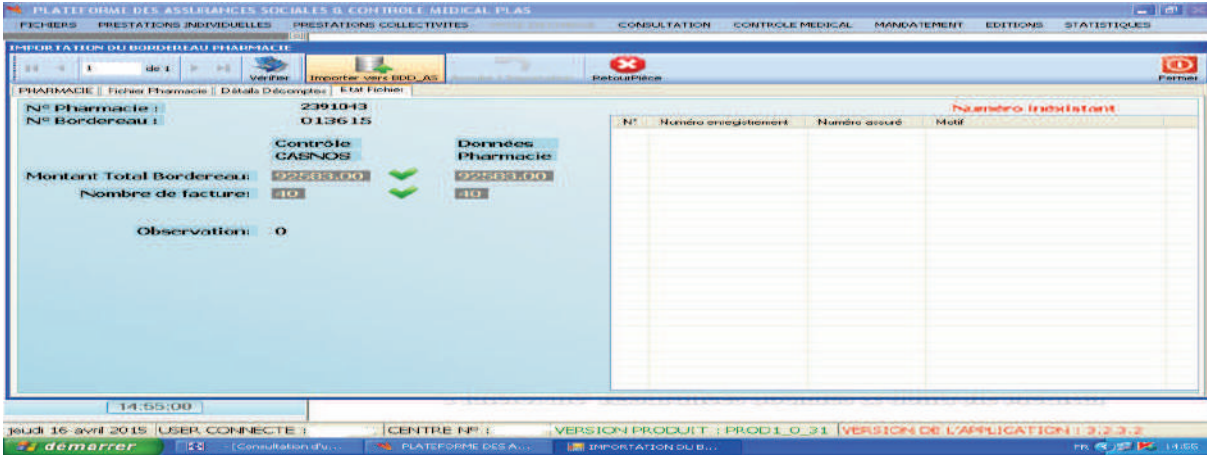 PLATEFORME DES ASSURANCES SOCIALES & CONTROLE MEDICAL PLAS
FICHIERS PRESTATIONS INDIVIDUELLES PRESTATIONS COLLECTIVITES CONSULTATION CONTROLE MEDICAL MANDATEMENT EDITIONS STATISTIQUES
IMPORTATION DU BORDEREAU PHARMACIE
1 de 1 Vérifier Importer vers BDD_AS RetourPièce Fermer
PHARMACIE Fichier Pharmacie Détails Décomptes Etat Fichier
N° Pharmacie : 2391043 Numéro Inéxistant
N° Bordereau : 013615 N° Numéro enregistrement Numéro assuré Motif
Contrôle CASNOS Données Pharmacie
Montant Total Bordereau: 92583.00 92583.00
Nombre de facture: 40 40
Observation: 0
14:55:00
jeudi 16 avril 2015 USER CONNECTE : CENTRE N° : VERSION PRODUIT : PROD1_0_31 VERSION DE L'APPLICATION : 3.2.3.2
démarrer - [Consultation d'u... PLATEFORME DES A... IMPORTATION DU B... FR 14:55